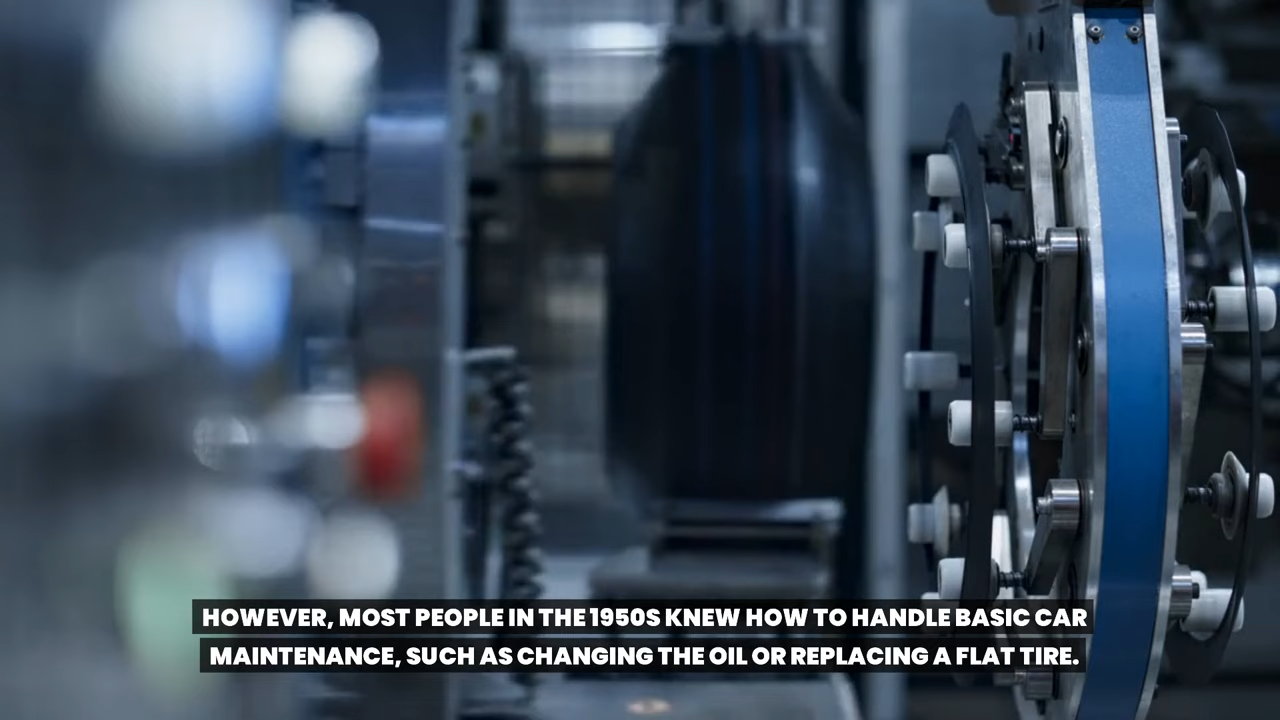 HOWEVER, MOST PEOPLE IN THE 1950S KNEW HOW TO HANDLE BASIC CAR
MAINTENANCE, SUCH AS CHANGING THE OIL OR REPLACING A FLAT TIRE.